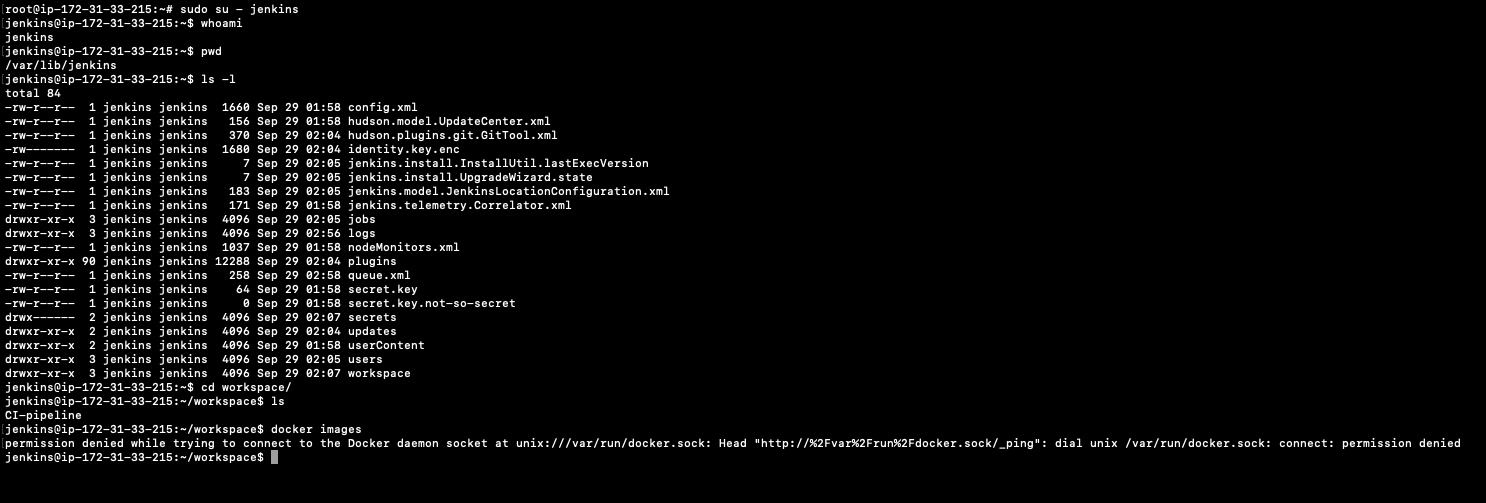 root@ip-172-31-33-215:~# sudo su - jenkins
jenkins@ip-172-31-33-215:~$ whoami
jenkins
jenkins@ip-172-31-33-215:~$ pwd
/var/lib/jenkins
jenkins@ip-172-31-33-215:~$ ls -l
total 84
-rw-r--r--  1 jenkins jenkins  1660 Sep 29 01:58 config.xml
-rw-r--r--  1 jenkins jenkins   156 Sep 29 01:58 hudson.model.UpdateCenter.xml
-rw-r--r--  1 jenkins jenkins   370 Sep 29 02:04 hudson.plugins.git.GitTool.xml
-rw-------  1 jenkins jenkins  1680 Sep 29 02:04 identity.key.enc
-rw-r--r--  1 jenkins jenkins     7 Sep 29 02:05 jenkins.install.InstallUtil.lastExecVersion
-rw-r--r--  1 jenkins jenkins     7 Sep 29 02:05 jenkins.install.UpgradeWizard.state
-rw-r--r--  1 jenkins jenkins   183 Sep 29 02:05 jenkins.model.JenkinsLocationConfiguration.xml
-rw-r--r--  1 jenkins jenkins   171 Sep 29 01:58 jenkins.telemetry.Correlator.xml
drwxr-xr-x  3 jenkins jenkins  4096 Sep 29 02:05 jobs
drwxr-xr-x  3 jenkins jenkins  4096 Sep 29 02:56 logs
-rw-r--r--  1 jenkins jenkins  1037 Sep 29 01:58 nodeMonitors.xml
drwxr-xr-x 90 jenkins jenkins 12288 Sep 29 02:04 plugins
-rw-r--r--  1 jenkins jenkins   258 Sep 29 02:58 queue.xml
-rw-r--r--  1 jenkins jenkins    64 Sep 29 01:58 secret.key
-rw-r--r--  1 jenkins jenkins     0 Sep 29 01:58 secret.key.not-so-secret
drwx------  2 jenkins jenkins  4096 Sep 29 02:07 secrets
drwxr-xr-x  2 jenkins jenkins  4096 Sep 29 02:04 updates
drwxr-xr-x  2 jenkins jenkins  4096 Sep 29 01:58 userContent
drwxr-xr-x  3 jenkins jenkins  4096 Sep 29 02:05 users
drwxr-xr-x  3 jenkins jenkins  4096 Sep 29 02:07 workspace
jenkins@ip-172-31-33-215:~$ cd workspace/
jenkins@ip-172-31-33-215:~/workspace$ ls
CI-pipeline
jenkins@ip-172-31-33-215:~/workspace$ docker images
permission denied while trying to connect to the Docker daemon socket at unix:///var/run/docker.sock: Head "http://%2Fvar%2Frun%2Fdocker.sock/_ping": dial unix /var/run/docker.sock: connect: permission denied
jenkins@ip-172-31-33-215:~/workspace$